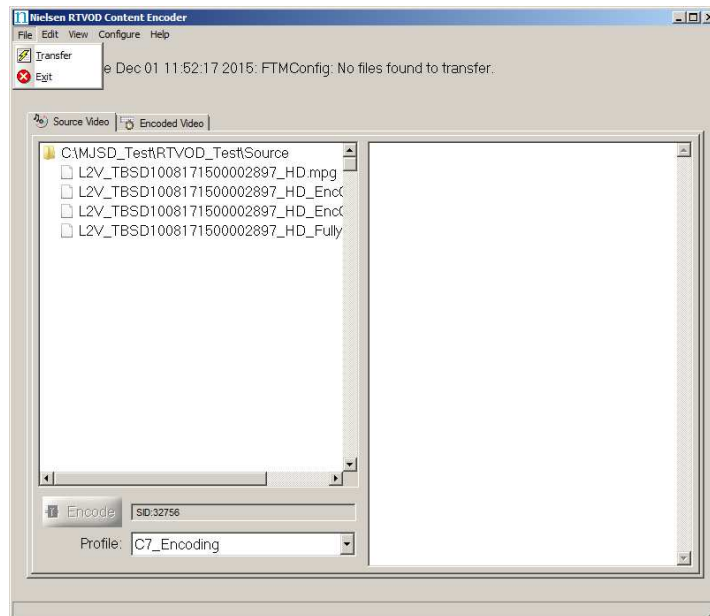 Nielsen RTVOD Content Encoder
File Edit View Configure Help
Transfer
Exit
e Dec 01 11:52:17 2015: FTMConfig: No files found to transfer.
Source Video Encoded Video
C:\MJSD_Test\RTVOD_Test\Source
L2V_TBSD1008171500002897_HD.mpg
L2V_TBSD1008171500002897_HD_Enc
L2V_TBSD1008171500002897_HD_Enc
L2V_TBSD1008171500002897_HD_Fully
Encode SID:32756
Profile: C7_Encoding